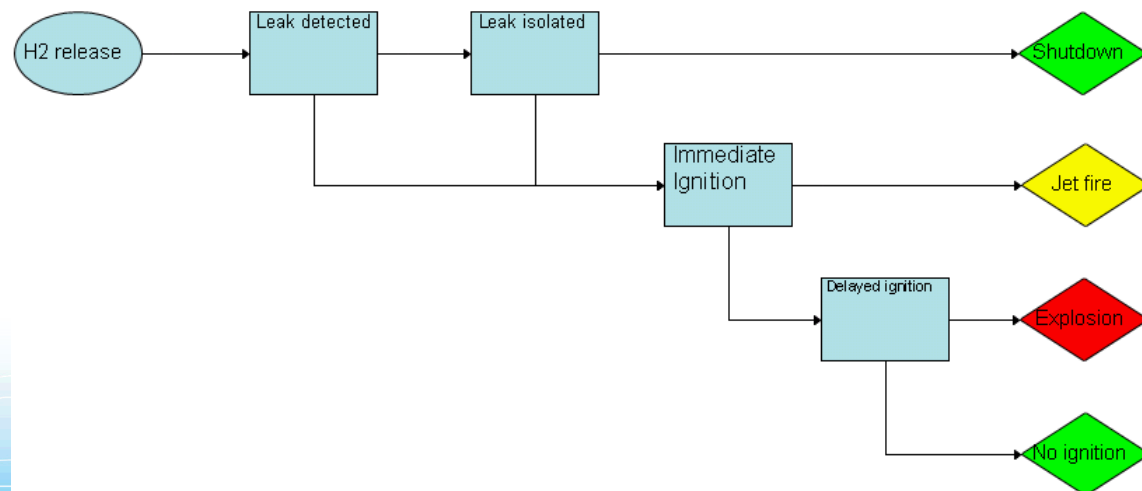 H2 release
Leak detected
Leak isolated
Shutdown
Immediate
Ignition
Jet fire
Delayed ignition
Explosion
No ignition